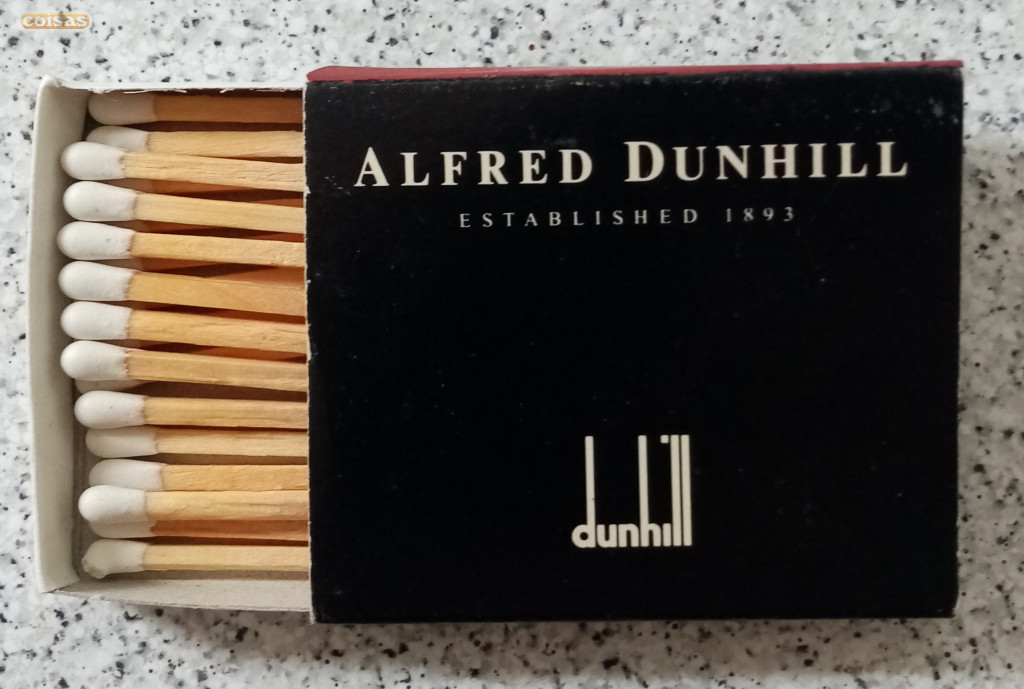 coisas
ALFRED DUNHILL
ESTABLISHED 1893
dunhill